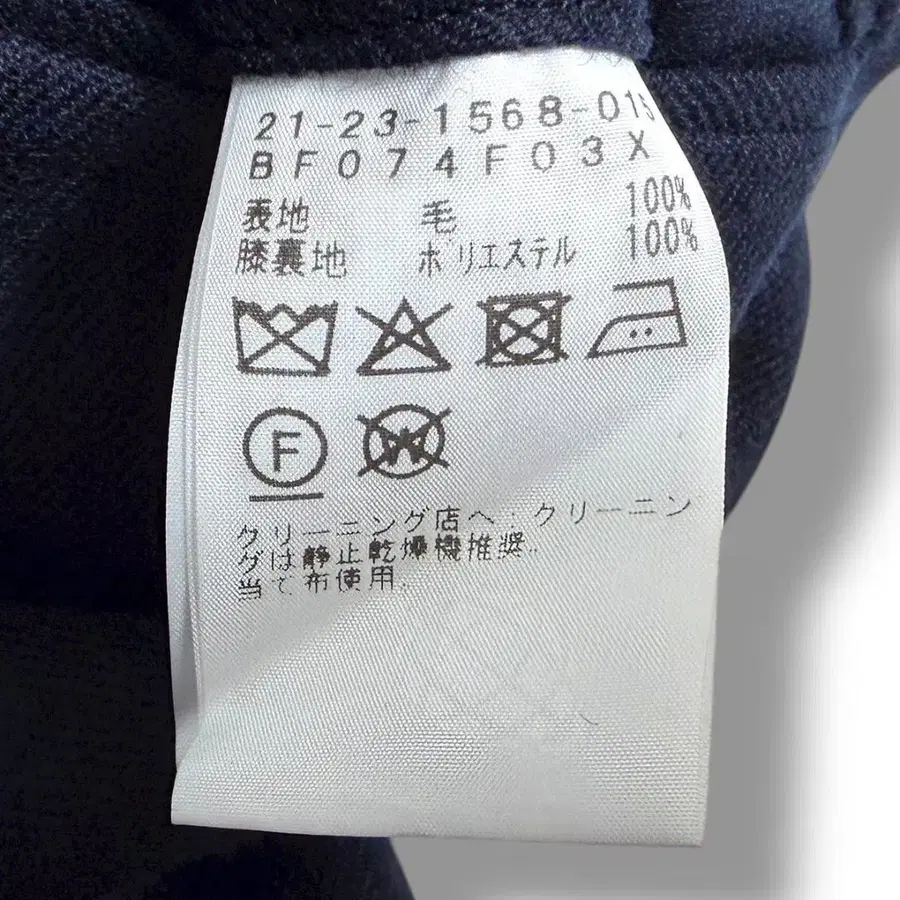 21-23-1568-015
BF074F03X
表地 毛 100%
膝裏地 ポリエステル 100%
F
W
クリーニング店へ:クリーニン
グは静止乾燥機推奨。
当て布使用。